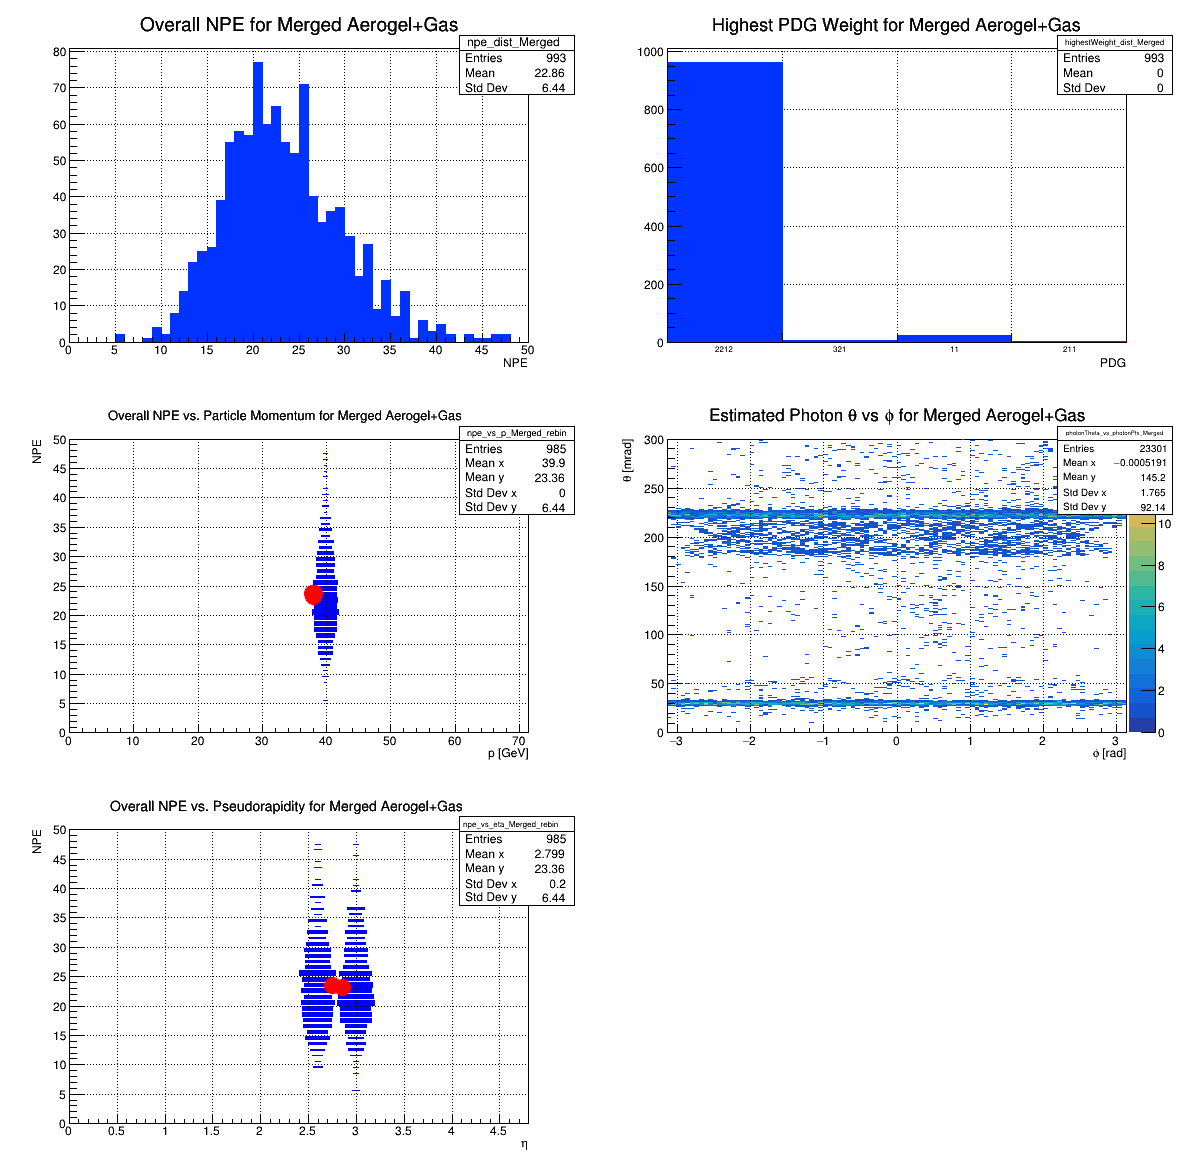 Overall NPE for Merged Aerogel+Gas
npe_dist_Merged
Entries 993
Mean 22.86
Std Dev 6.44
80
70
60
50
40
30
20
10
0
0 5 10 15 20 25 30 35 40 45 50
NPE
Highest PDG Weight for Merged Aerogel+Gas
highestWeight_dist_Merged
Entries 993
Mean 0
Std Dev 0
1000
800
600
400
200
0
2212 321 11 211
PDG
Overall NPE vs. Particle Momentum for Merged Aerogel+Gas
npe_vs_p_Merged_rebin
Entries 985
Mean x 39.9
Mean y 23.36
Std Dev x 0
Std Dev y 6.44
NPE
50
45
40
35
30
25
20
15
10
5
0
0 10 20 30 40 50 60 70
p [GeV]
Estimated Photon θ vs ϕ for Merged Aerogel+Gas
photonTheta_vs_photonPhi_Merged
Entries 23301
Mean x −0.0005191
Mean y 145.2
Std Dev x 1.765
Std Dev y 92.14
θ [mrad]
300
250
200
150
100
50
0
−3 −2 −1 0 1 2 3
ϕ [rad]
10
8
6
4
2
0
Overall NPE vs. Pseudorapidity for Merged Aerogel+Gas
npe_vs_eta_Merged_rebin
Entries 985
Mean x 2.799
Mean y 23.36
Std Dev x 0.2
Std Dev y 6.44
NPE
50
45
40
35
30
25
20
15
10
5
0
0 0.5 1 1.5 2 2.5 3 3.5 4 4.5
η